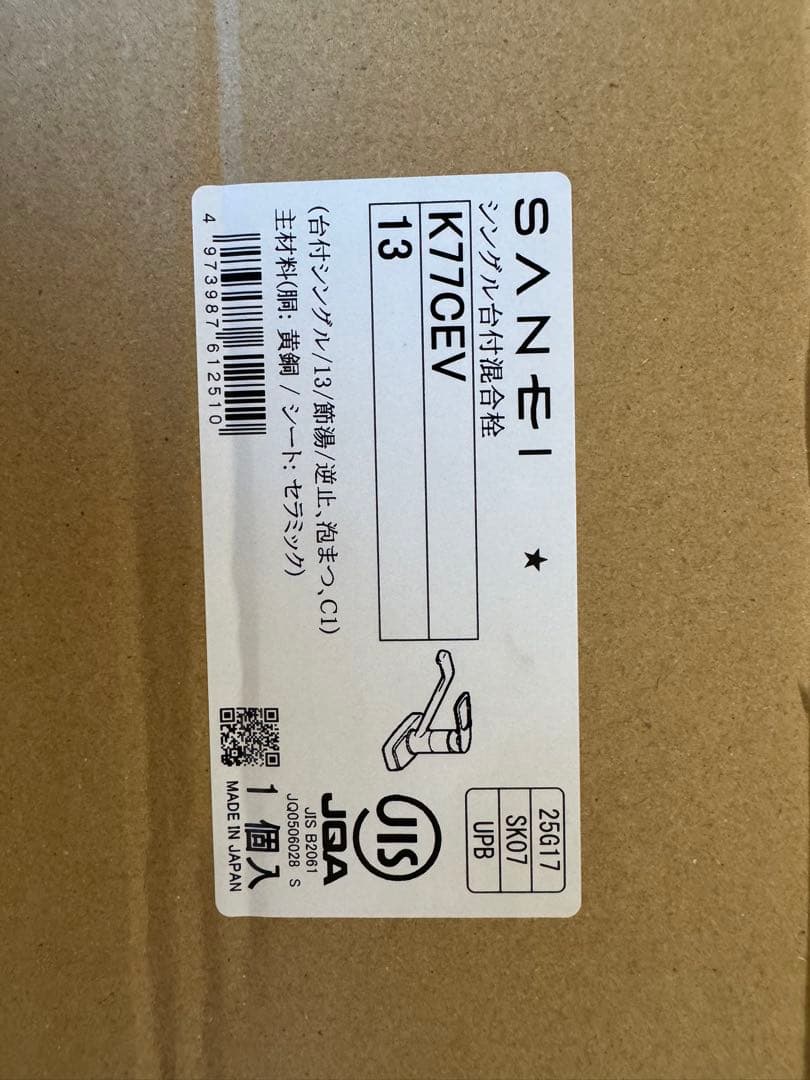 SANEI ★
シングル台付混合栓
K77CEV
13
(台付シングル/13/節湯/逆止、泡まつ、C1)
主材料(胴: 黄銅 / シート: セラミック)
4 973987 612510
25G17
SK07
UPB
JIS
JQA
JIS B2061
JQ0506028 S
1 個入
MADE IN JAPAN